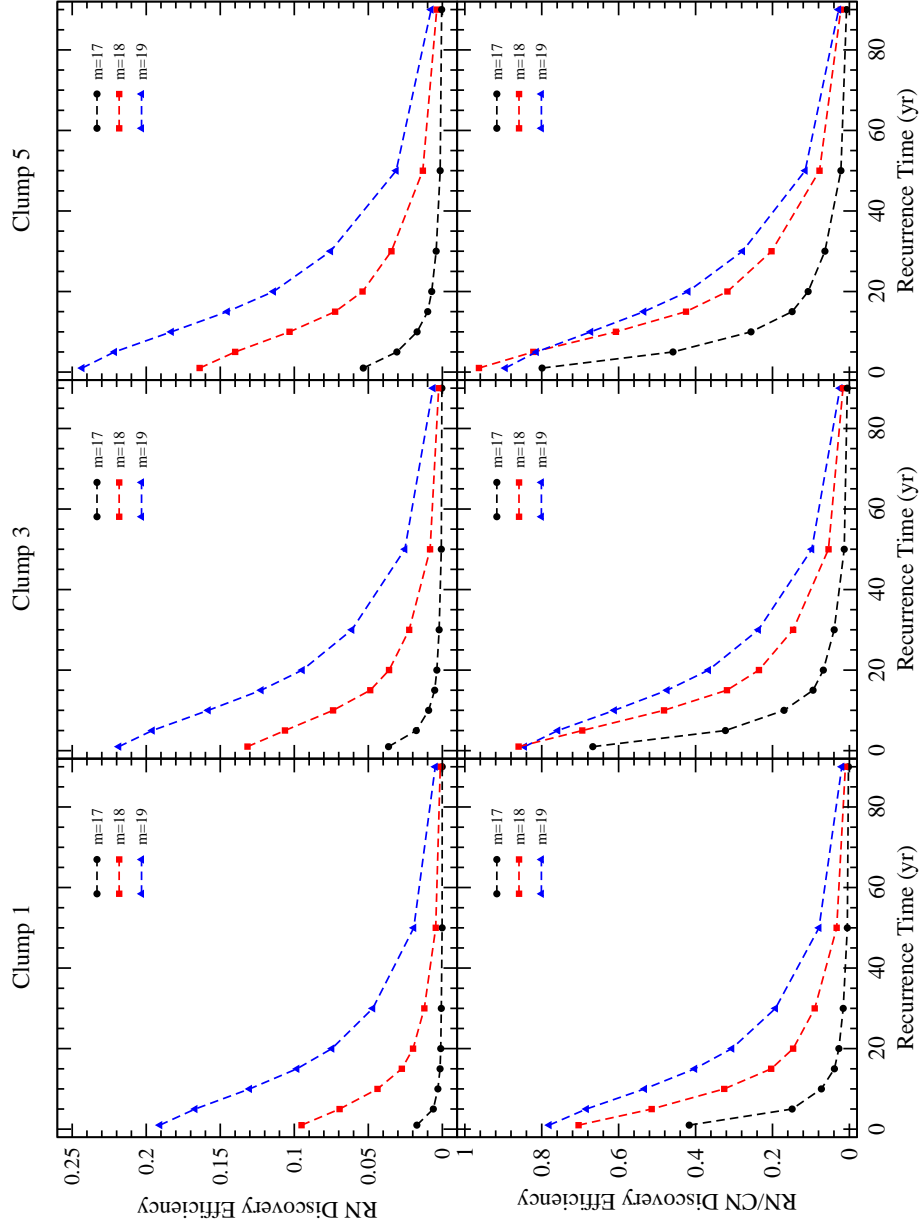 Clump 1
Clump 3
Clump 5
RN Discovery Efficiency
0.25
0.2
0.15
0.1
0.05
0
m=17
m=18
m=19
m=17
m=18
m=19
m=17
m=18
m=19
RN/CN Discovery Efficiency
1
0.8
0.6
0.4
0.2
0
m=17
m=18
m=19
m=17
m=18
m=19
m=17
m=18
m=19
0 20 40 60 80
0 20 40 60 80
0 20 40 60 80
Recurrence Time (yr)
Recurrence Time (yr)
Recurrence Time (yr)